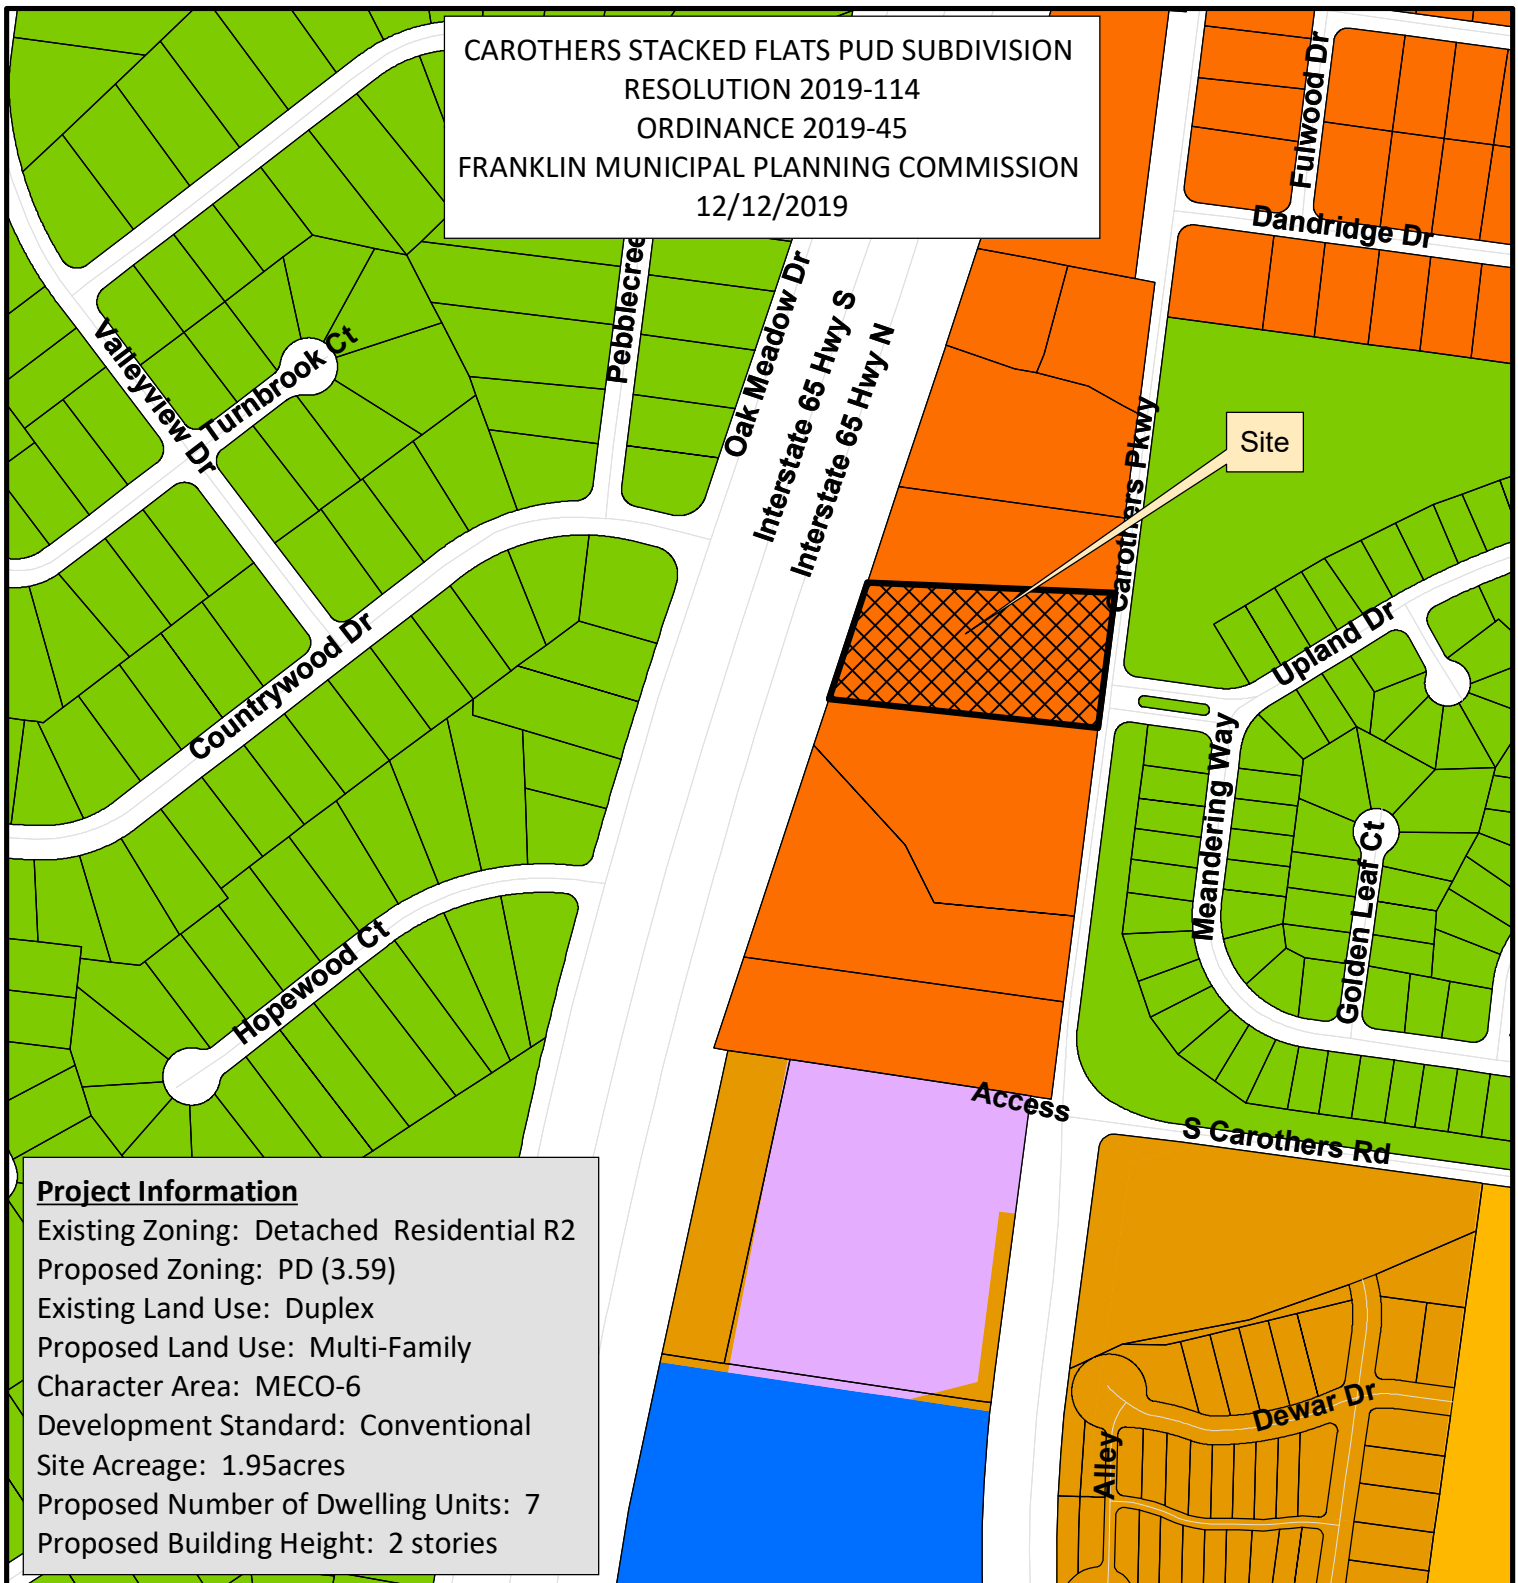 CAROTHERS STACKED FLATS PUD SUBDIVISION
RESOLUTION 2019-114
ORDINANCE 2019-45
FRANKLIN MUNICIPAL PLANNING COMMISSION
12/12/2019
Fulwood Dr
Dandridge Dr
Oak Meadow Dr
Interstate 65 Hwy S
Interstate 65 Hwy N
Valleyview Dr
Turnbrook Ct
Carothers Pkwy
Site
Countrywood Dr
Upland Dr
Meandering Way
Golden Leaf Ct
Hopewood Ct
Access
S Carothers Rd
Dewar Dr
Alley
Project Information
Existing Zoning: Detached Residential R2
Proposed Zoning: PD (3.59)
Existing Land Use: Duplex
Proposed Land Use: Multi-Family
Character Area: MECO-6
Development Standard: Conventional
Site Acreage: 1.95acres
Proposed Number of Dwelling Units: 7
Proposed Building Height: 2 stories